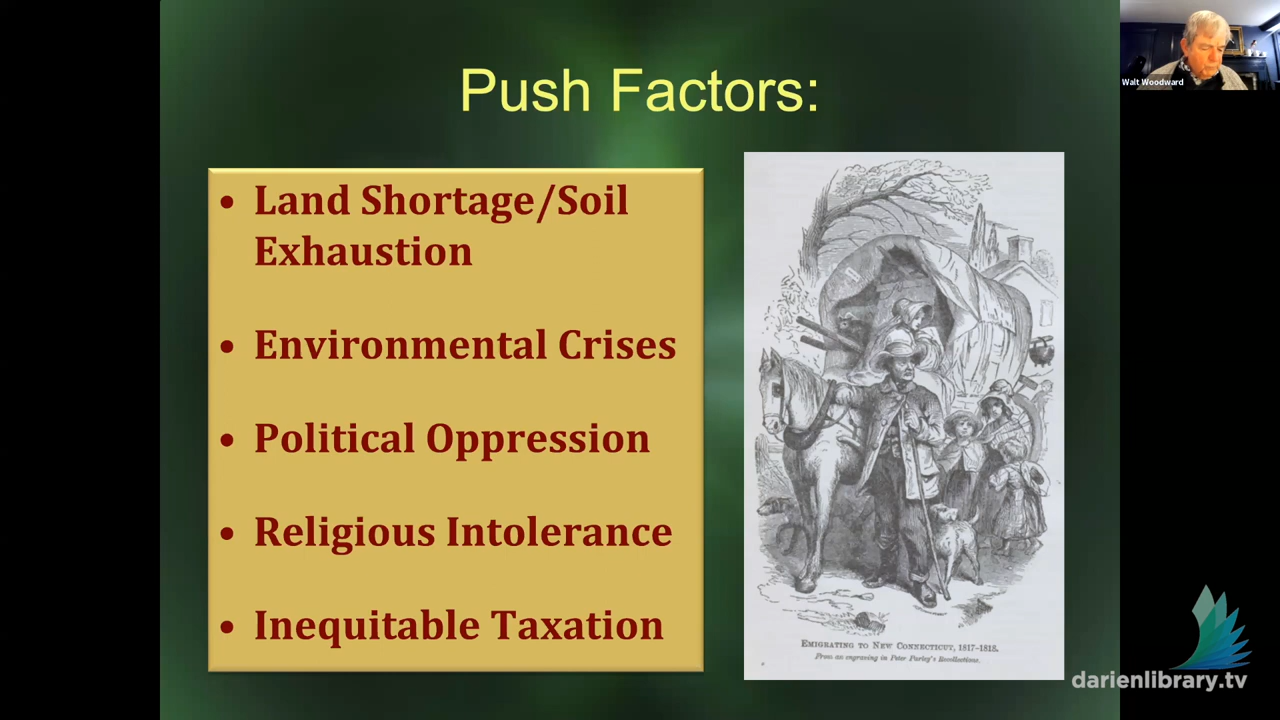 Push Factors:
Walt Woodward
• Land Shortage/Soil
Exhaustion
• Environmental Crises
• Political Oppression
• Religious Intolerance
• Inequitable Taxation
EMIGRATING TO NEW CONNECTICUT, 1817-1818.
From an engraving in Peter Parley's Recollections.
darienlibrary.tv